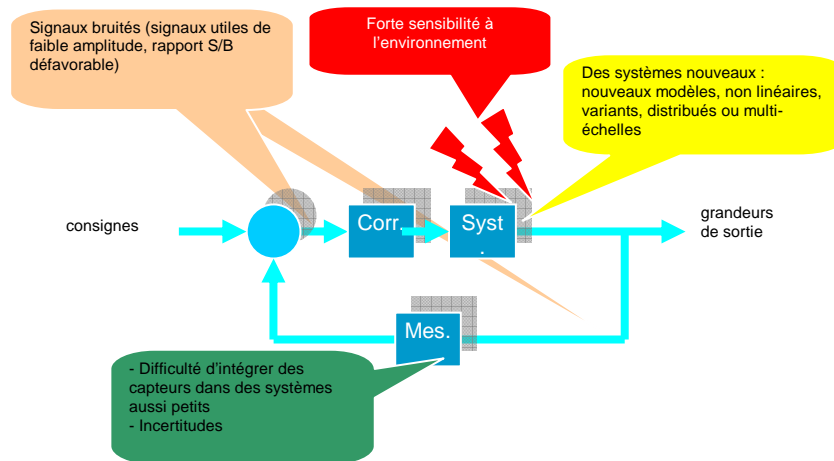 Signaux bruités (signaux utiles de
faible amplitude, rapport S/B
défavorable)
Forte sensibilité à
l'environnement
Des systèmes nouveaux :
nouveaux modèles, non linéaires,
variants, distribués ou multi-
échelles
consignes
Corr.
Syst
.
grandeurs
de sortie
Mes.
- Difficulté d'intégrer des
capteurs dans des systèmes
aussi petits
- Incertitudes